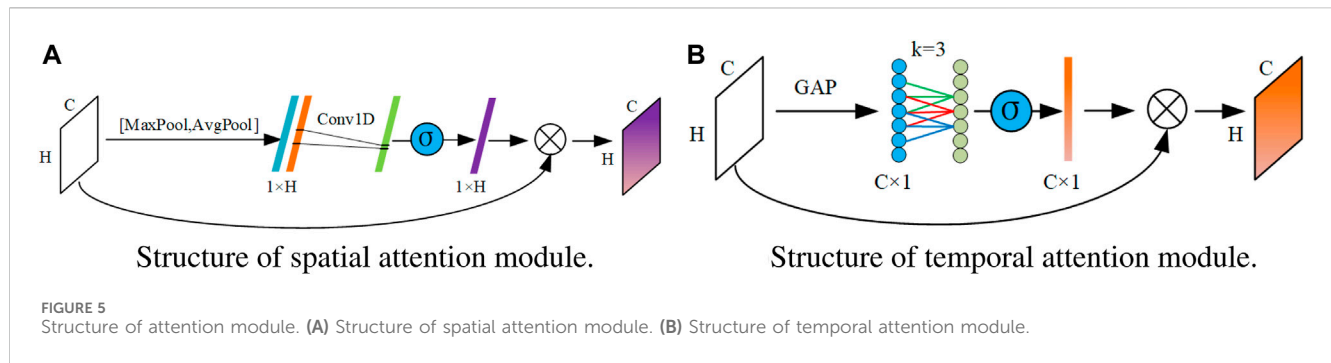 A
C
H
[MaxPool,AvgPool]
1×H
Conv1D
σ
1×H
C
H
Structure of spatial attention module.
B
C
H
GAP
k=3
C×1
σ
C×1
C
H
Structure of temporal attention module.
FIGURE 5
Structure of attention module. (A) Structure of spatial attention module. (B) Structure of temporal attention module.